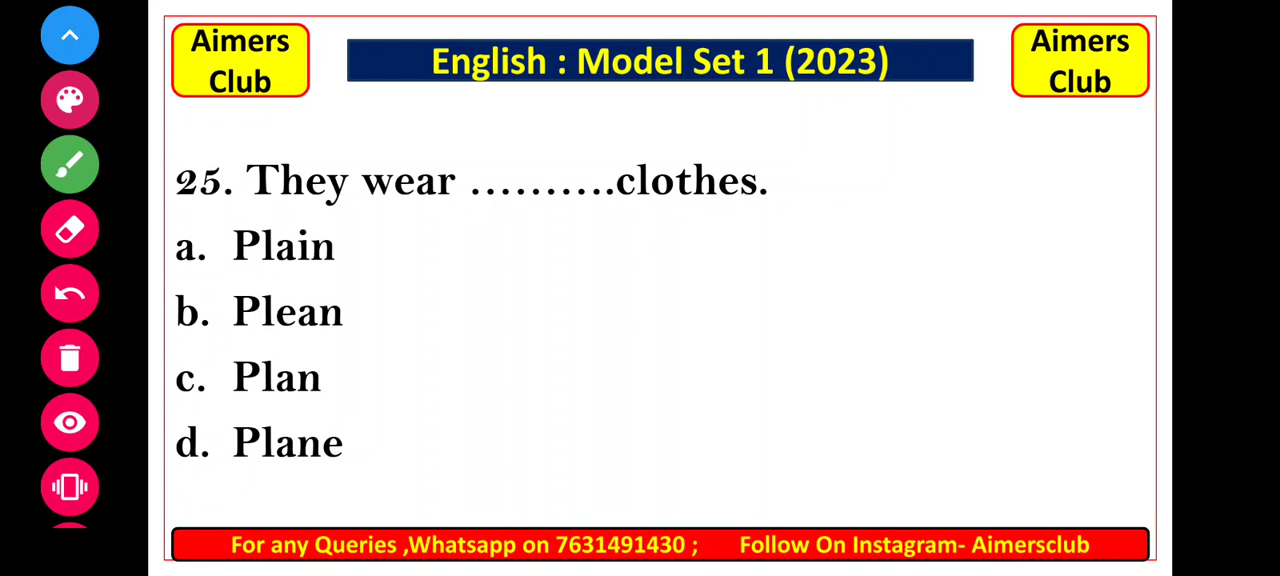 Aimers
Club
English : Model Set 1 (2023)
Aimers
Club
25. They wear ..........clothes.
a. Plain
b. Plean
c. Plan
d. Plane
For any Queries ,Whatsapp on 7631491430 ; Follow On Instagram- Aimersclub